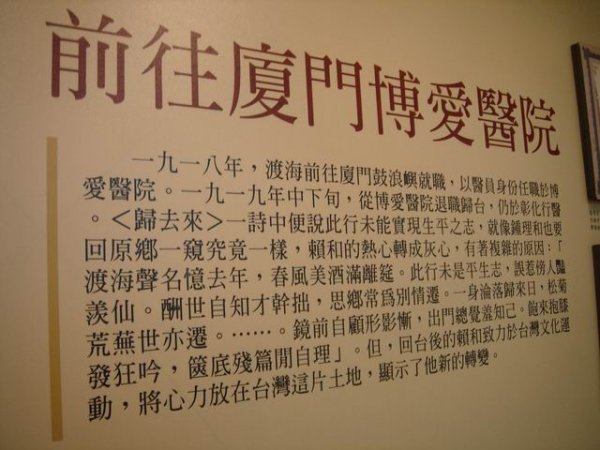 前往廈門博愛醫院
一九一八年，渡海前往廈門鼓浪嶼就職，以醫員身份任職於博
愛醫院。一九一九年中下旬，從博愛醫院退職歸台，仍於彰化行醫
。＜歸去來＞一詩中便說此行未能實現生平之志，就像鍾理和也要
回原鄉一窺究竟一樣，賴和的熱心轉成灰心，有著複雜的原因：「
渡海聲名憶去年，春風美酒滿離筵。此行未是平生志，誤惹傍人豔
羨仙。酬世自知才幹拙，思鄉常為別情遷。一身淪落歸來日，松菊
荒蕪世亦遷。……。鏡前自顧形影慚，出門總覺羞知己。飽來抱膝
發狂吟，篋底殘篇閒自理」。但，回台後的賴和致力於台灣文化運
動，將心力放在台灣這片土地，顯示了他新的轉變。